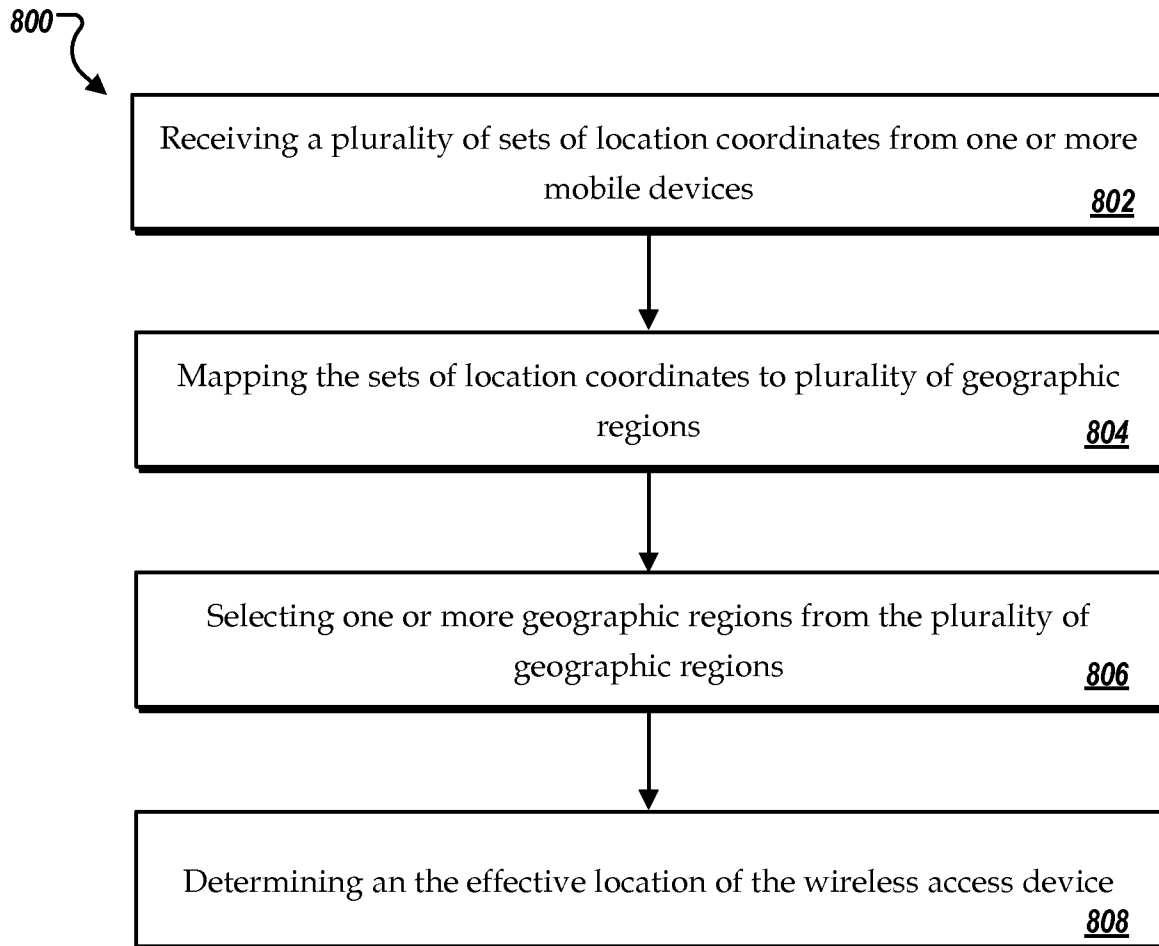 800
Receiving a plurality of sets of location coordinates from one or more
mobile devices
802
Mapping the sets of location coordinates to plurality of geographic
regions
804
Selecting one or more geographic regions from the plurality of
geographic regions
806
Determining an the effective location of the wireless access device
808